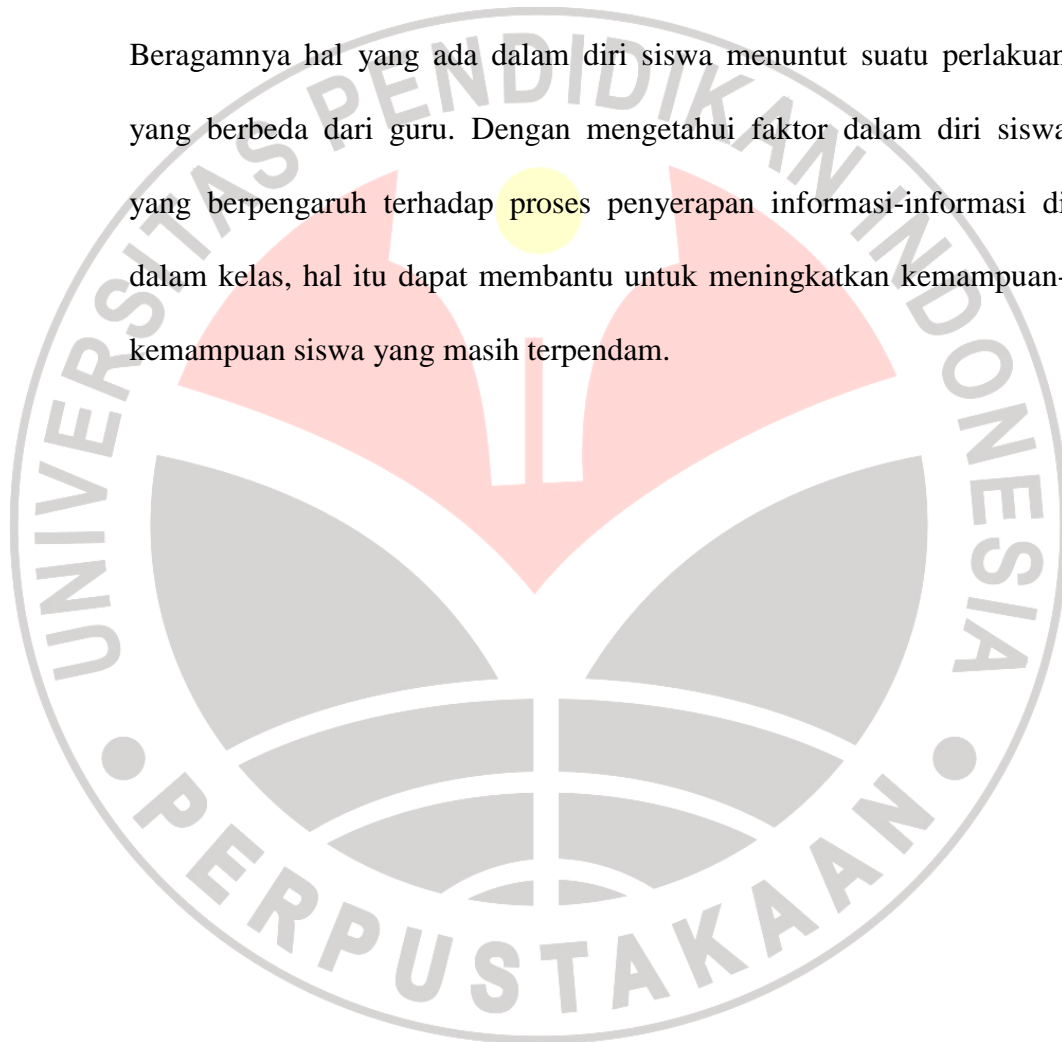 Beragamnya hal yang ada dalam diri siswa menuntut suatu perlakuan
yang berbeda dari guru. Dengan mengetahui faktor dalam diri siswa
yang berpengaruh terhadap proses penyerapan informasi-informasi di
dalam kelas, hal itu dapat membantu untuk meningkatkan kemampuan-
kemampuan siswa yang masih terpendam.
UNIVERSITAS PENDIDIKAN INDONESIA
PERPUSTAKAAN